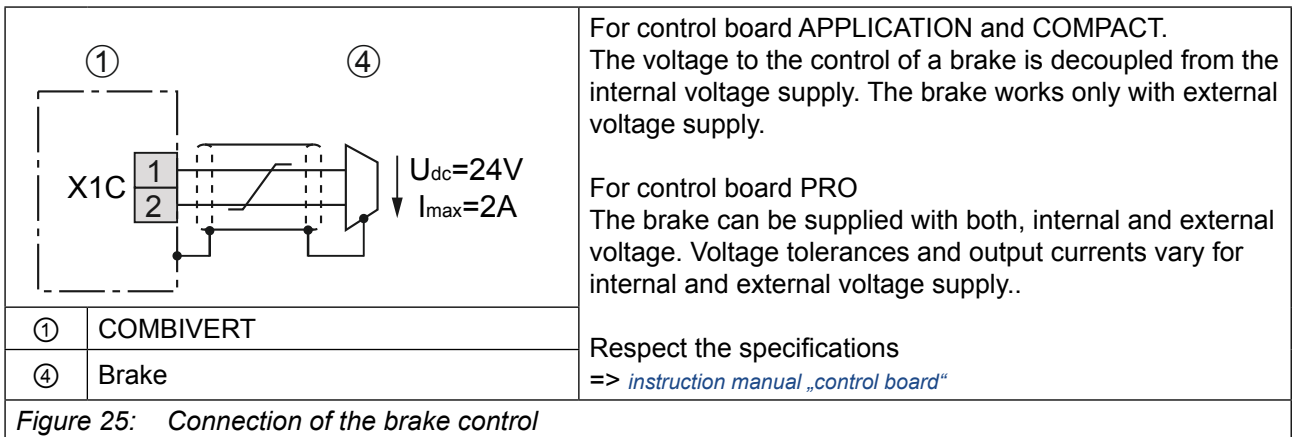 ① ④
X1C
1
2
Udc=24V
Imax=2A
① COMBIVERT
④ Brake
For control board APPLICATION and COMPACT.
The voltage to the control of a brake is decoupled from the
internal voltage supply. The brake works only with external
voltage supply.
For control board PRO
The brake can be supplied with both, internal and external
voltage. Voltage tolerances and output currents vary for
internal and external voltage supply..
Respect the specifications
=> instruction manual „control board“
Figure 25: Connection of the brake control